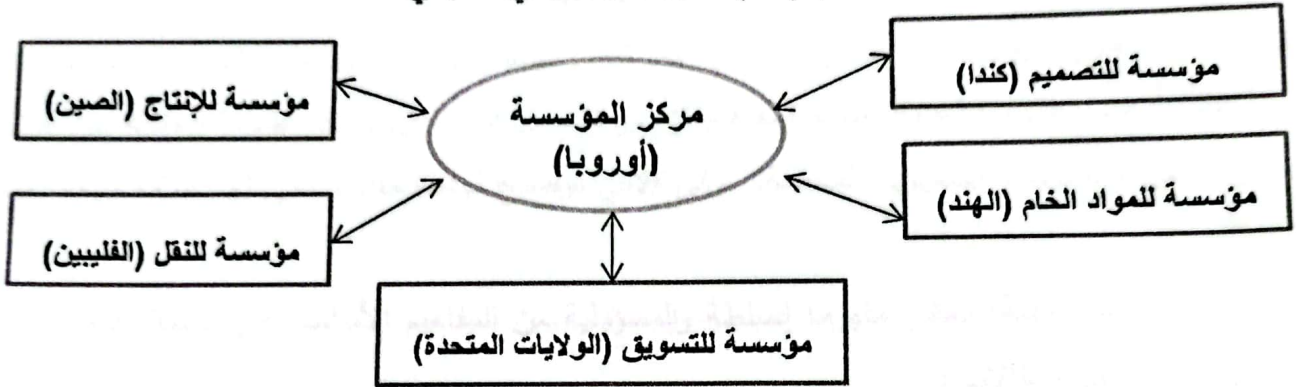 مؤسسة للتصميم (كندا)
مؤسسة للإنتاج (الصين)
مركز المؤسسة
(أوروبا)
مؤسسة للمواد الخام (الهند)
مؤسسة للنقل (الفليبين)
مؤسسة للتسويق (الولايات المتحدة)